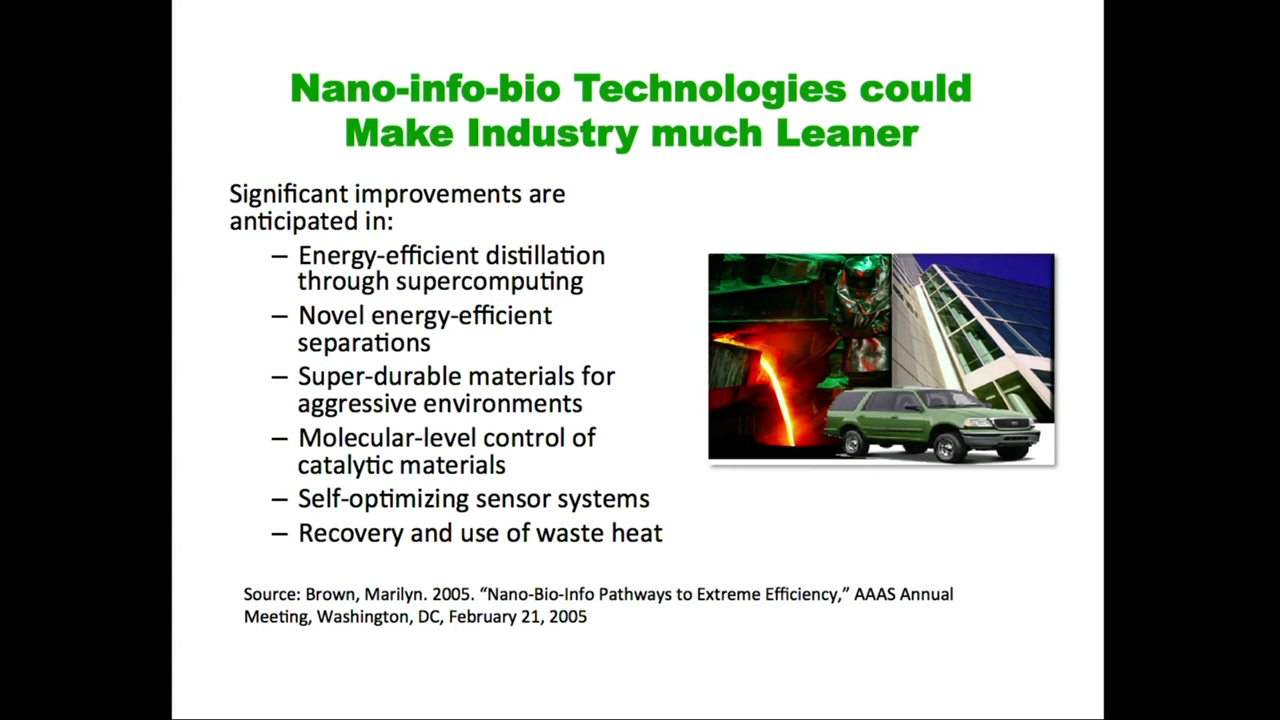 Nano-info-bio Technologies could
Make Industry much Leaner
Significant improvements are
anticipated in:
– Energy-efficient distillation
through supercomputing
– Novel energy-efficient
separations
– Super-durable materials for
aggressive environments
– Molecular-level control of
catalytic materials
– Self-optimizing sensor systems
– Recovery and use of waste heat
Source: Brown, Marilyn. 2005. “Nano-Bio-Info Pathways to Extreme Efficiency,” AAAS Annual
Meeting, Washington, DC, February 21, 2005